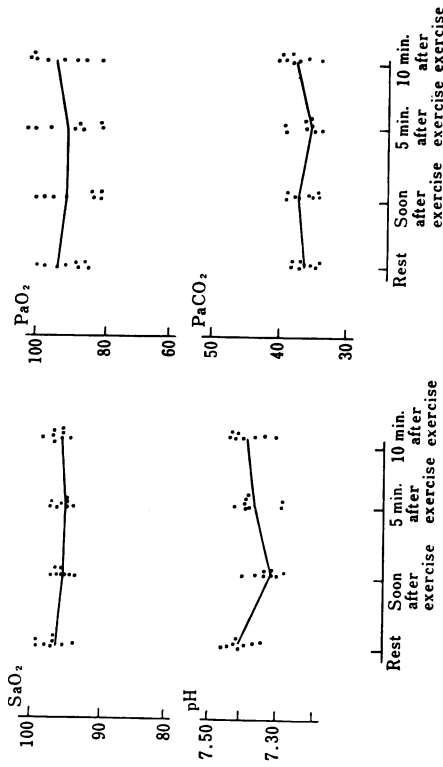 SaO₂
100
90
80
PaO₂
100
80
60
pH
7.50
7.30
PaCO₂
50
40
30
Rest
Soon
after
exercise
5 min.
after
exercise
10 min.
after
exercise
Rest
Soon
after
exercise
5 min.
after
exercise
10 min.
after
exercise